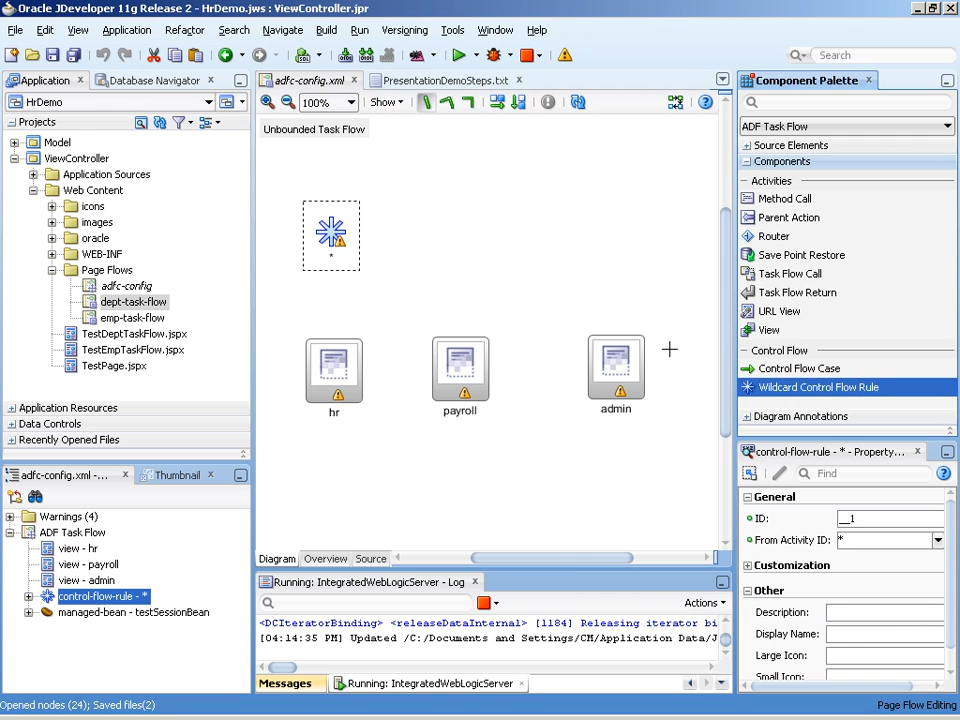 Oracle JDeveloper 11g Release 2 - HrDemo.jws : ViewController.jpr
File Edit View Application Refactor Search Navigate Build Run Versioning Tools Window Help
Search
Application
Database Navigator
HrDemo
Projects
Model
ViewController
Application Sources
Web Content
icons
images
oracle
WEB-INF
Page Flows
adfc-config
dept-task-flow
emp-task-flow
TestDeptTaskFlow.jspx
TestEmpTaskFlow.jspx
TestPage.jspx
Application Resources
Data Controls
Recently Opened Files
adfc-config.xml -...
Thumbnail
Warnings (4)
ADF Task Flow
view - hr
view - payroll
view - admin
control-flow-rule - *
managed-bean - testSessionBean
adfc-config.xml
PresentationDemoSteps.txt
100%
Show
Unbounded Task Flow
*
hr
payroll
admin
Diagram Overview Source
Running: IntegratedWebLogicServer - Log
Actions
<DCIteratorBinding> <releaseDataInternal> [1184] Releasing iterator bi
[04:14:35 PM] Updated /C:/Documents and Settings/CM/Application Data/J
Messages
Running: IntegratedWebLogicServer
Component Palette
ADF Task Flow
Source Elements
Components
Activities
Method Call
Parent Action
Router
Save Point Restore
Task Flow Call
Task Flow Return
URL View
View
Control Flow
Control Flow Case
Wildcard Control Flow Rule
Diagram Annotations
control-flow-rule - * - Property...
Find
General
ID: __1
From Activity ID: *
Customization
Other
Description:
Display Name:
Large Icon:
Small Icon:
Opened nodes (24); Saved files(2)
Page Flow Editing